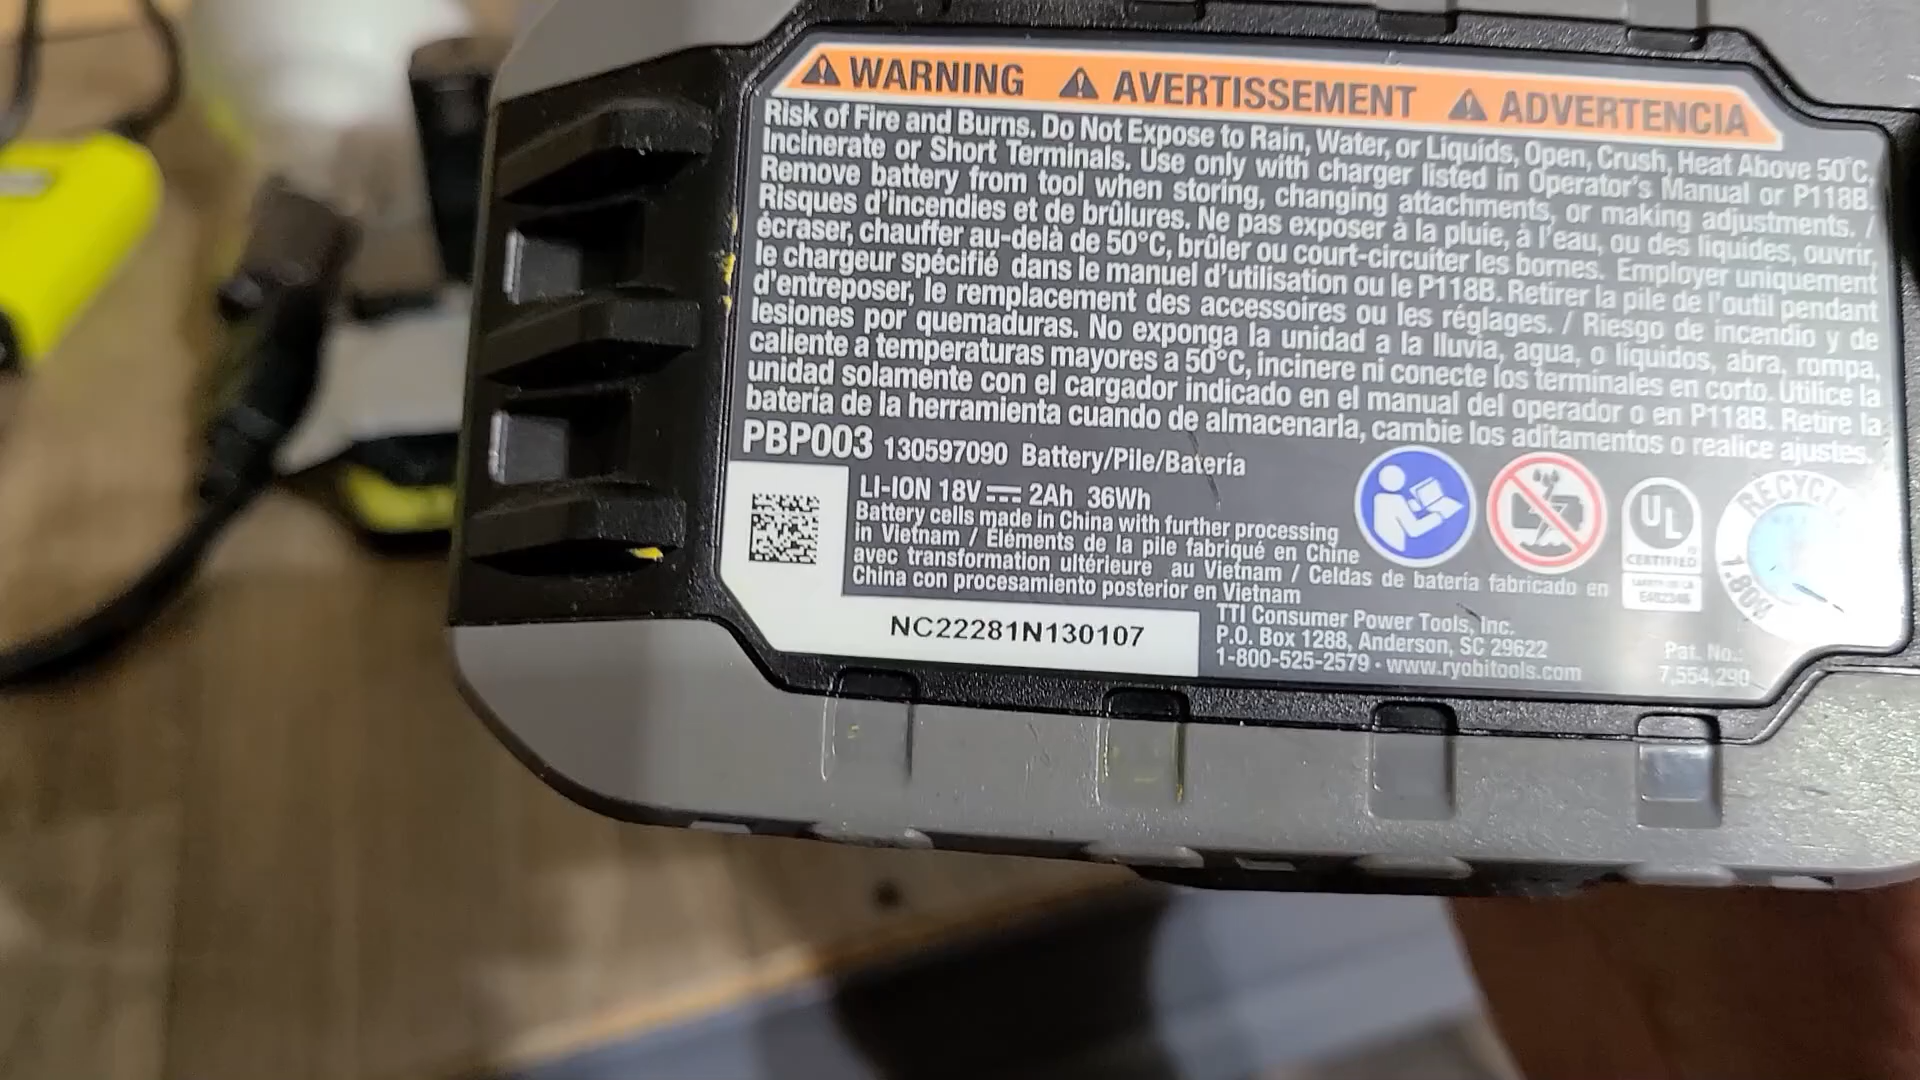 WARNING AVERTISSEMENT ADVERTENCIA
Risk of Fire and Burns. Do Not Expose to Rain, Water, or Liquids, Open, Crush, Heat Above 50°C,
Incinerate or Short Terminals. Use only with charger listed in Operator's Manual or P118B.
Remove battery from tool when storing, changing attachments, or making adjustments. /
Risques d'incendies et de brûlures. Ne pas exposer à la pluie, à l'eau, ou des liquides, ouvrir,
écraser, chauffer au-delà de 50°C, brûler ou court-circuiter les bornes. Employer uniquement
le chargeur spécifié dans le manuel d'utilisation ou le P118B. Retirer la pile de l'outil pendant
d'entreposer, le remplacement des accessoires ou les réglages. / Riesgo de incendio y de
lesiones por quemaduras. No exponga la unidad a la lluvia, agua, o líquidos, abra, rompa,
caliente a temperaturas mayores a 50°C, incinere ni conecte los terminales en corto. Utilice la
unidad solamente con el cargador indicado en el manual del operador o en P118B. Retire la
batería de la herramienta cuando de almacenarla, cambie los aditamentos o realice ajustes.
PBP003 130597090 Battery/Pile/Batería
LI-ION 18V 2Ah 36Wh
Battery cells made in China with further processing
in Vietnam / Eléments de la pile fabriqué en Chine
avec transformation ultérieure au Vietnam / Celdas de batería fabricado en
China con procesamiento posterior en Vietnam
UL
CERTIFIED
NC22281N130107
TTI Consumer Power Tools, Inc.
P.O. Box 1288, Anderson, SC 29622
1-800-525-2579 · www.ryobitools.com
Pat. No.:
7,554,290